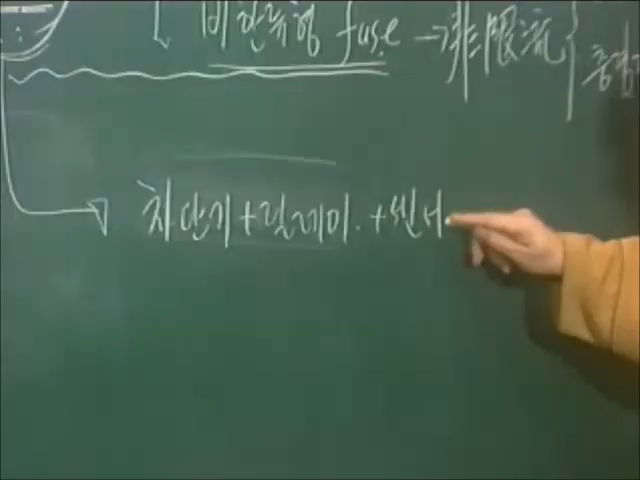 비한류형 fuse → 非限流
차단기 + 릴레이. + 센서